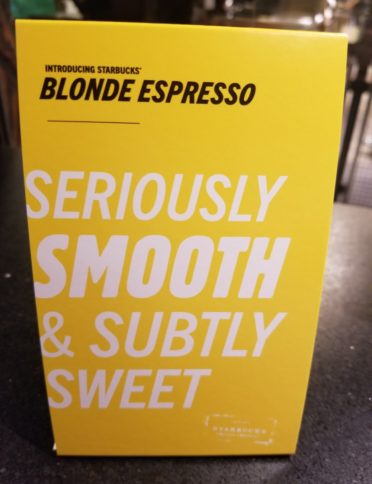 INTRODUCING STARBUCKS®
BLONDE ESPRESSO
SERIOUSLY
SMOOTH
& SUBTLY
SWEET
STARBUCKS